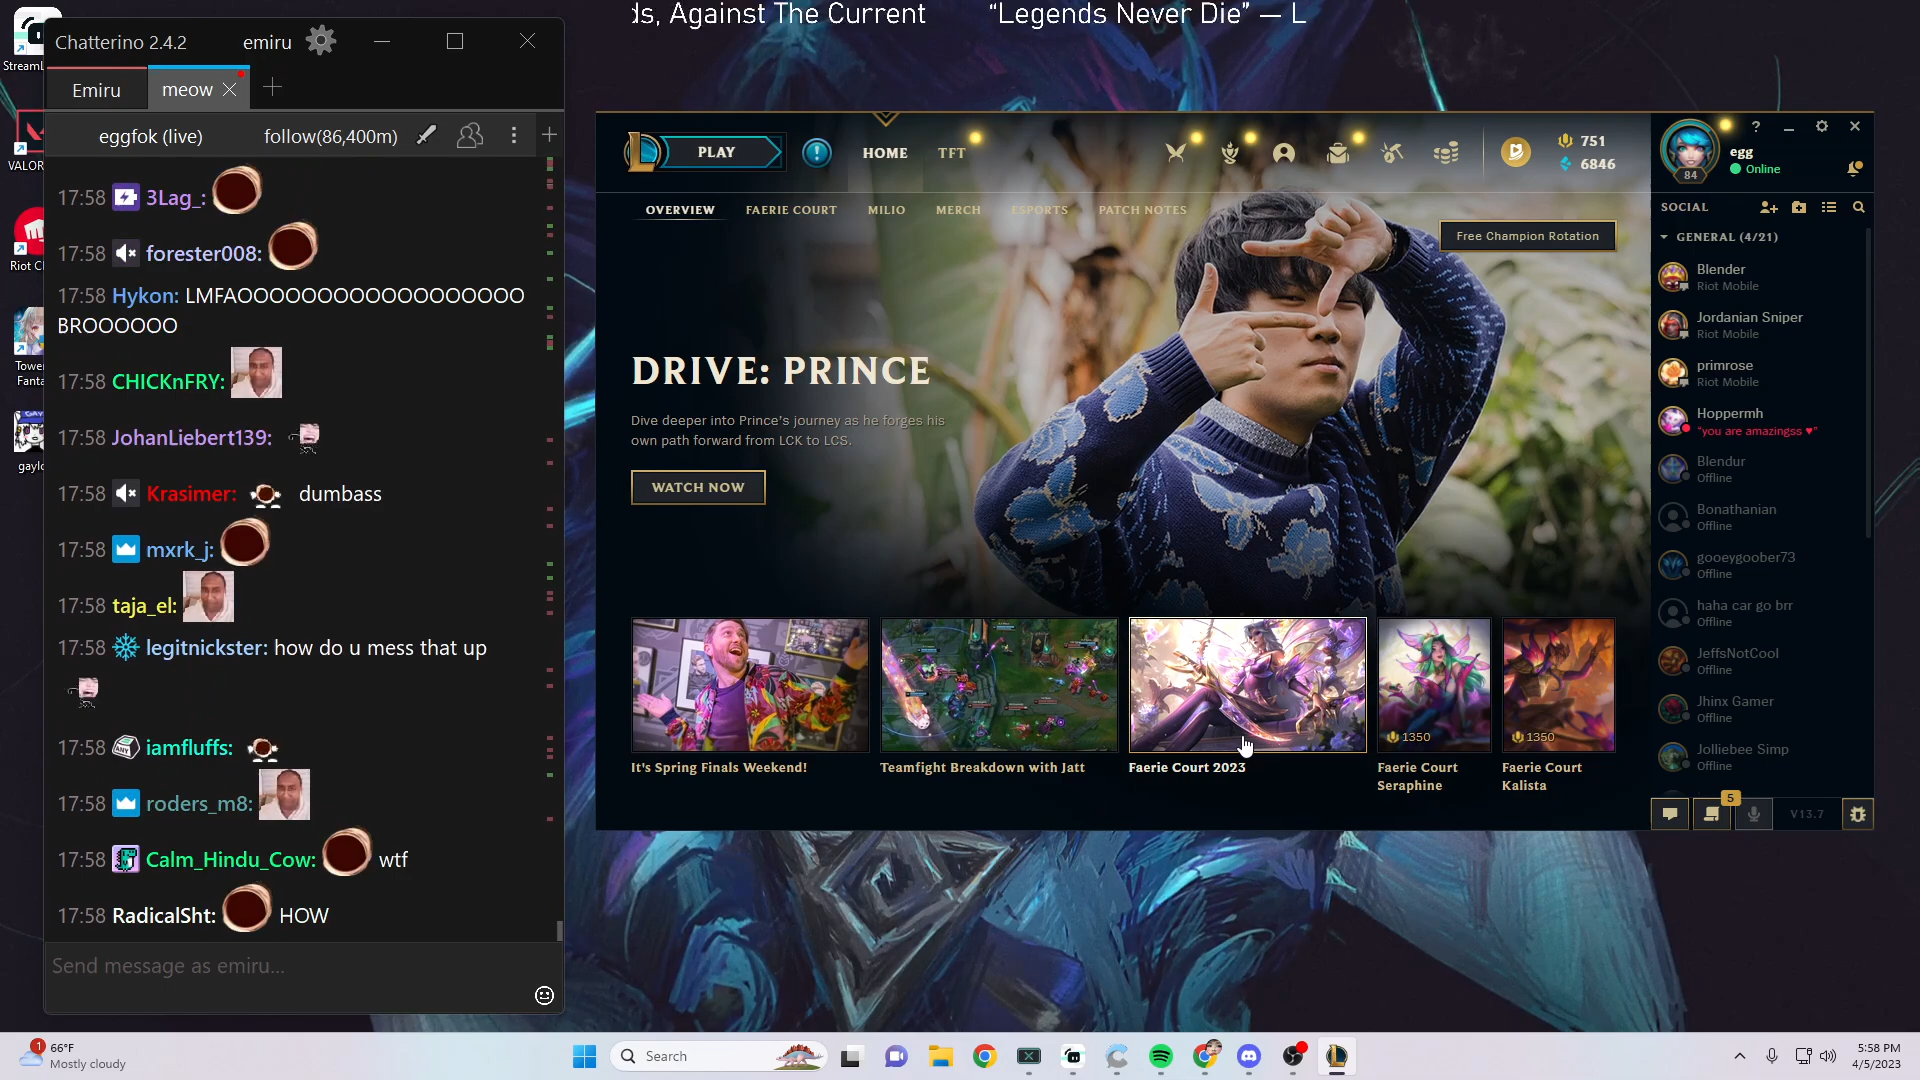 ds, Against The Current “Legends Never Die” — L
StreamL
VALOR
Riot Cl
Tower
Fanta
gaylo
Chatterino 2.4.2 emiru
Emiru meow
eggfok (live) follow(86,400m)
17:58 3Lag_:
17:58 forester008:
17:58 Hykon: LMFAOOOOOOOOOOOOOOOOOO
BROOOOOO
17:58 CHICKnFRY:
17:58 JohanLiebert139:
17:58 Krasimer: dumbass
17:58 mxrk_j:
17:58 taja_el:
17:58 legitnickster: how do u mess that up
17:58 iamfluffs:
17:58 roders_m8:
17:58 Calm_Hindu_Cow: wtf
17:58 RadicalSht: HOW
Send message as emiru...
PLAY HOME TFT 751
6846
OVERVIEW FAERIE COURT MILIO MERCH ESPORTS PATCH NOTES
Free Champion Rotation
DRIVE: PRINCE
Dive deeper into Prince's journey as he forges his
own path forward from LCK to LCS.
WATCH NOW
1350 1350
It's Spring Finals Weekend! Teamfight Breakdown with Jatt Faerie Court 2023 Faerie Court
Seraphine
Faerie Court
Kalista
84
egg
Online
SOCIAL
GENERAL (4/21)
Blender
Riot Mobile
Jordanian Sniper
Riot Mobile
primrose
Riot Mobile
Hoppermh
"you are amazingss ♥"
Blendur
Offline
Bonathanian
Offline
gooeygoober73
Offline
haha car go brr
Offline
JeffsNotCool
Offline
Jhinx Gamer
Offline
Jolliebee Simp
Offline
5
V13.7
1
66°F
Mostly cloudy
Search
5:58 PM
4/5/2023